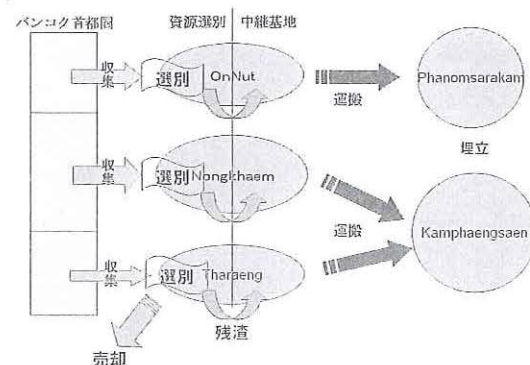 バンコク首都圏
資源選別 中継基地
収集
選別
OnNut
運搬
Phanomsarakam
埋立
収集
選別
Nongkhaem
運搬
Kamphaengsaen
収集
選別
Tharaeng
残渣
売却